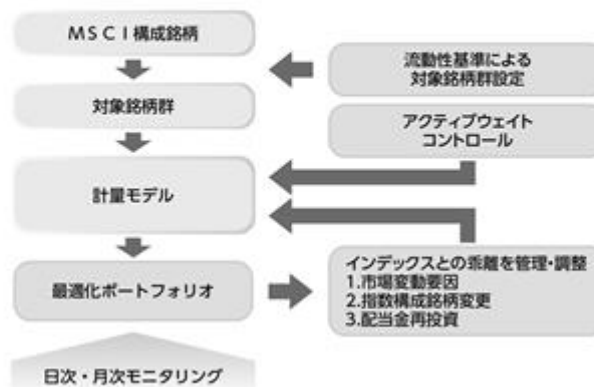 MSCI構成銘柄
流動性基準による
対象銘柄群設定
対象銘柄群
アクティブウェイト
コントロール
計量モデル
最適化ポートフォリオ
インデックスとの乖離を管理・調整
1.市場変動要因
2.指数構成銘柄変更
3.配当金再投資
日次・月次モニタリング